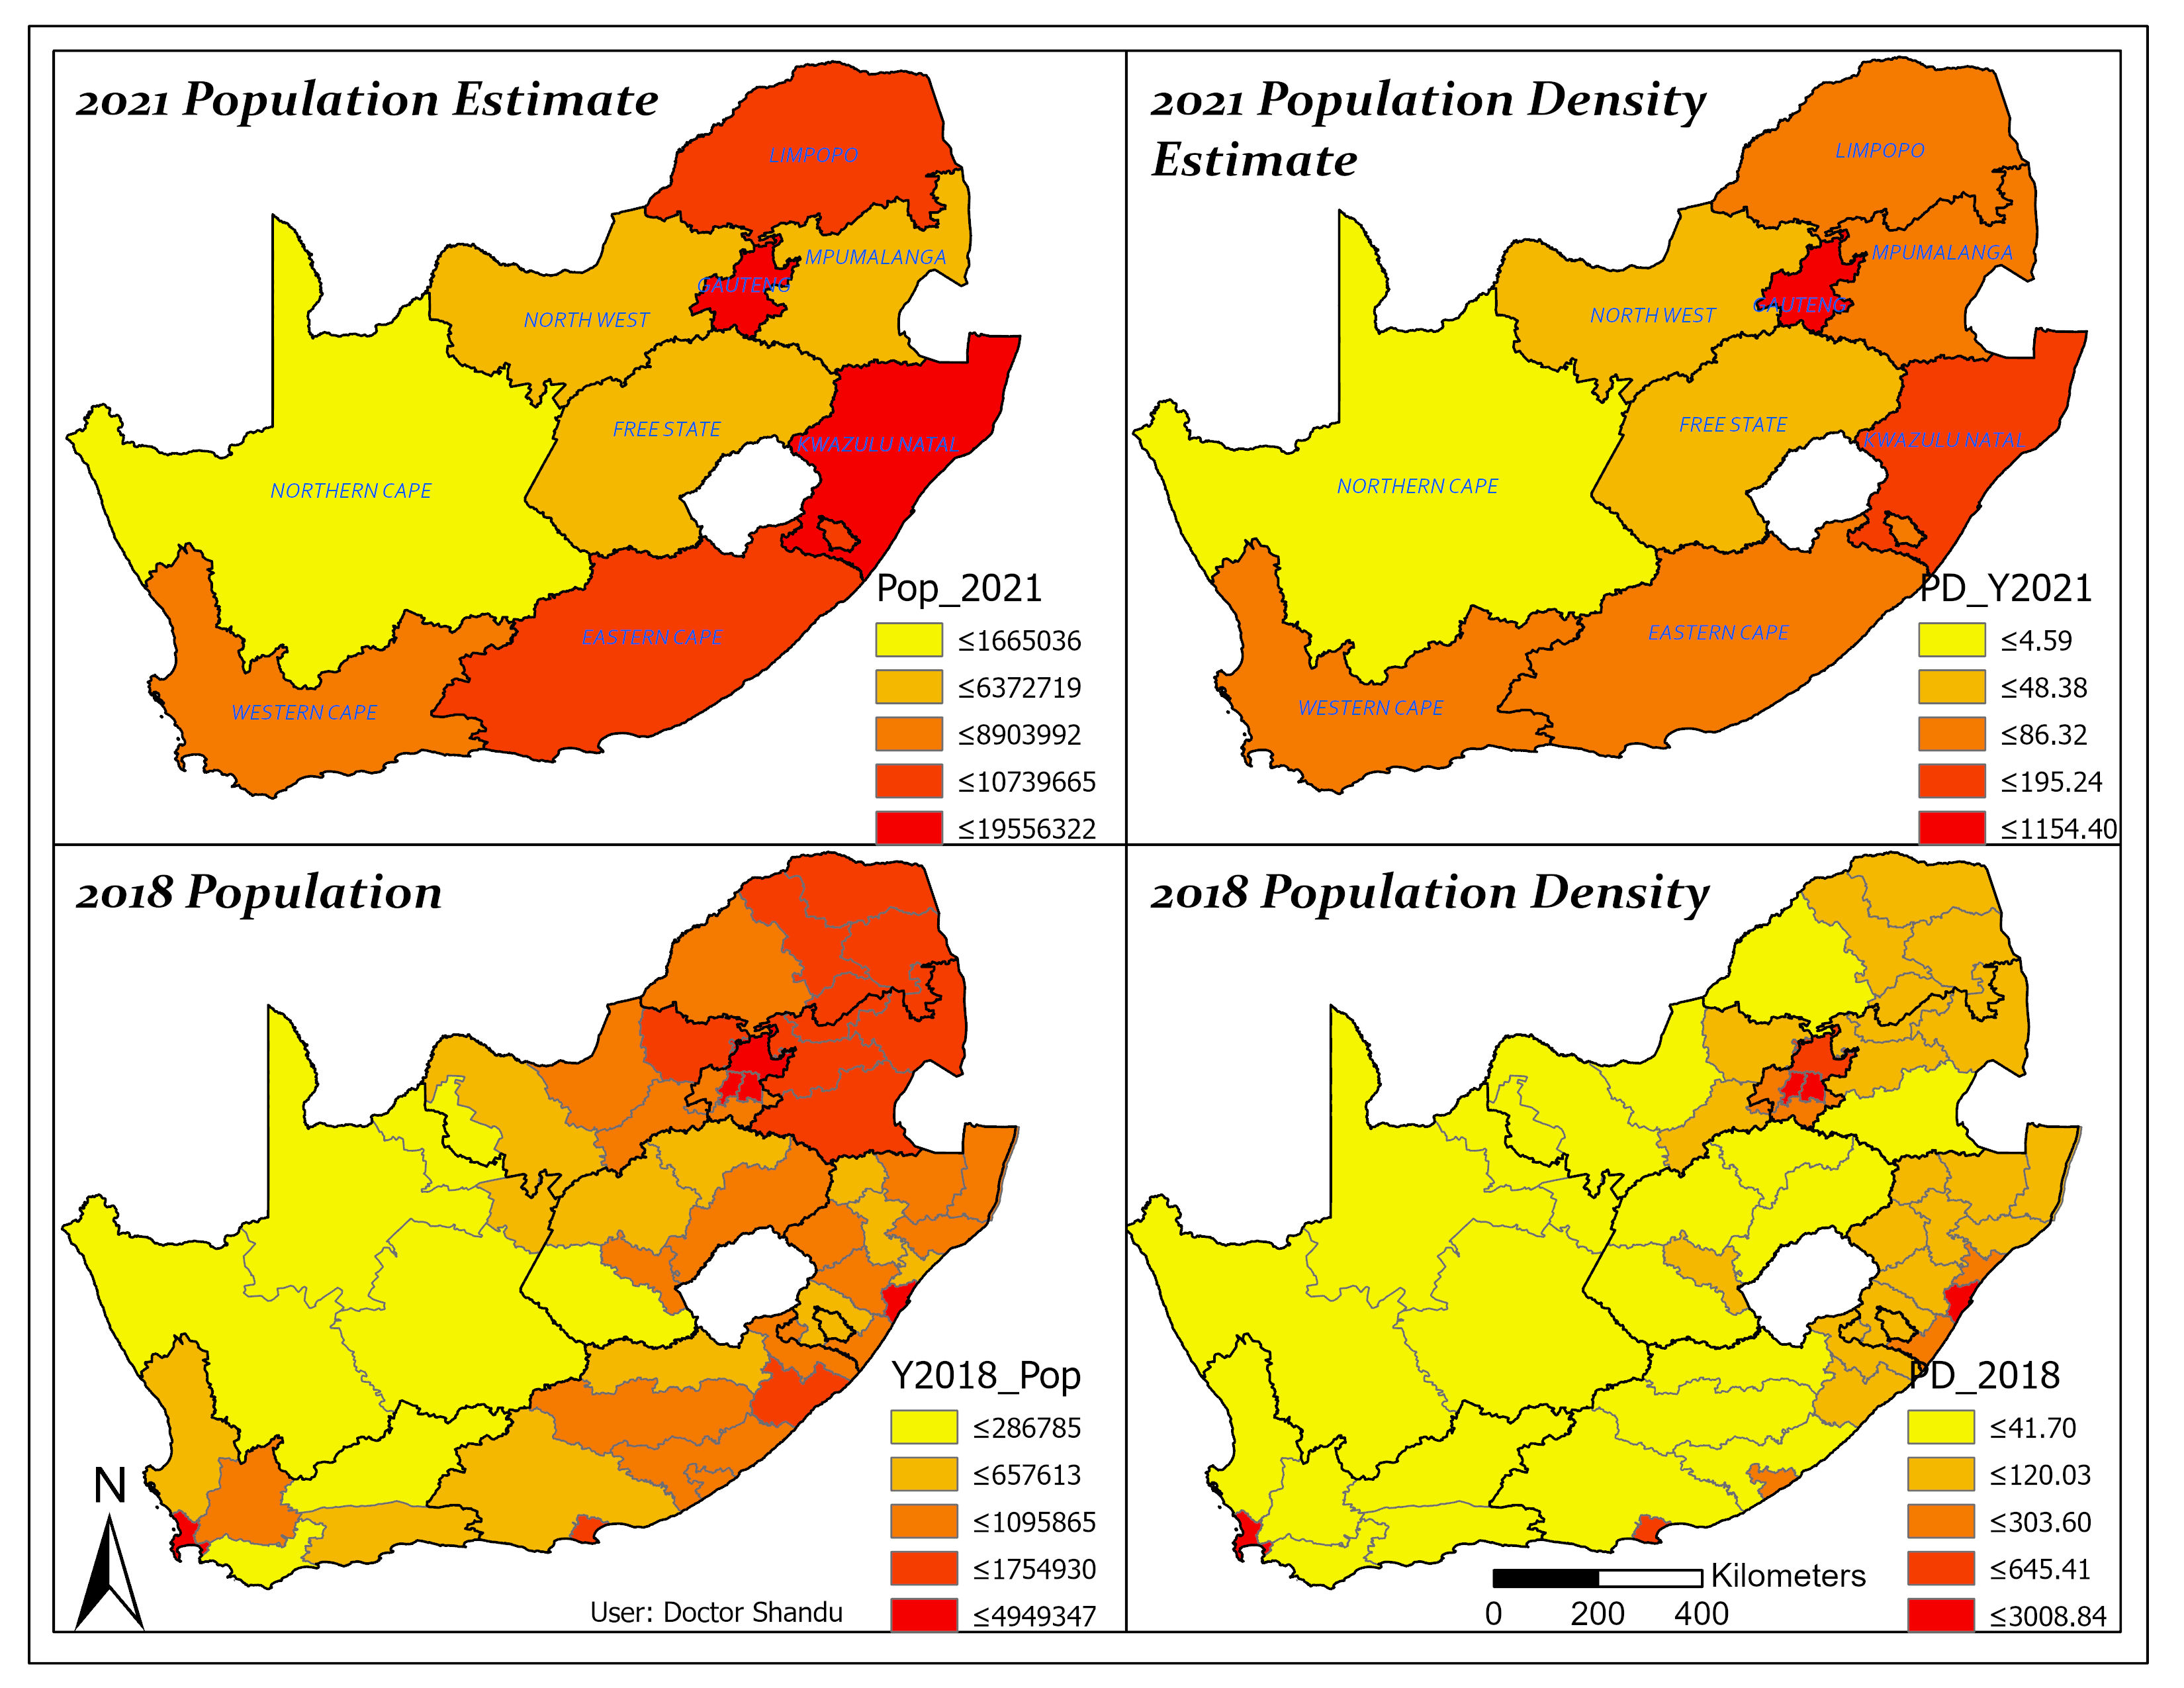 2021 Population Estimate
LIMPOPO
MPUMALANGA
GAUTENG
NORTH WEST
FREE STATE
KWAZULU NATAL
NORTHERN CAPE
EASTERN CAPE
WESTERN CAPE
Pop_2021
≤1665036
≤6372719
≤8903992
≤10739665
≤19556322
2021 Population Density
Estimate
LIMPOPO
MPUMALANGA
GAUTENG
NORTH WEST
FREE STATE
KWAZULU NATAL
NORTHERN CAPE
EASTERN CAPE
WESTERN CAPE
PD_Y2021
≤4.59
≤48.38
≤86.32
≤195.24
≤1154.40
2018 Population
Y2018_Pop
≤286785
≤657613
≤1095865
≤1754930
≤4949347
N
User: Doctor Shandu
2018 Population Density
PD_2018
≤41.70
≤120.03
≤303.60
≤645.41
≤3008.84
Kilometers
0 200 400